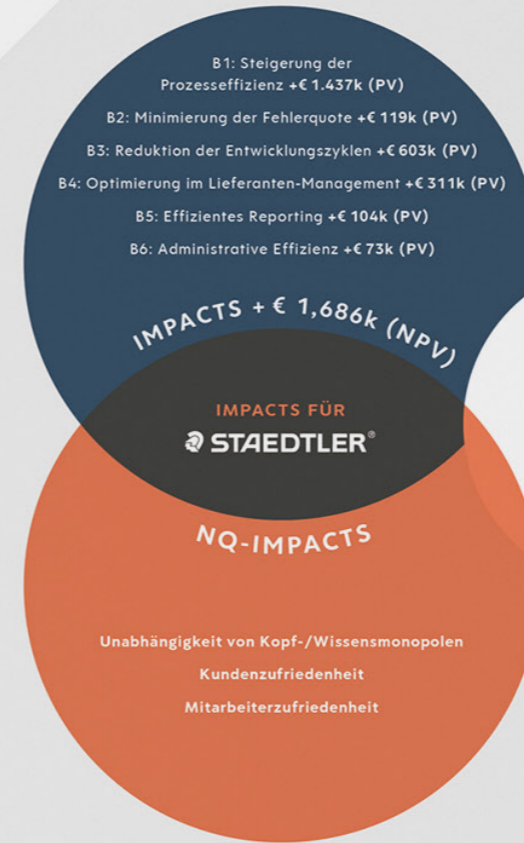 B1: Steigerung der
Prozesseffizienz +€ 1.437k (PV)
B2: Minimierung der Fehlerquote +€ 119k (PV)
B3: Reduktion der Entwicklungszyklen +€ 603k (PV)
B4: Optimierung im Lieferanten-Management +€ 311k (PV)
B5: Effizientes Reporting +€ 104k (PV)
B6: Administrative Effizienz +€ 73k (PV)
IMPACTS + € 1,686k (NPV)
IMPACTS FÜR
STAEDTLER®
NQ-IMPACTS
Unabhängigkeit von Kopf-/Wissensmonopolen
Kundenzufriedenheit
Mitarbeiterzufriedenheit